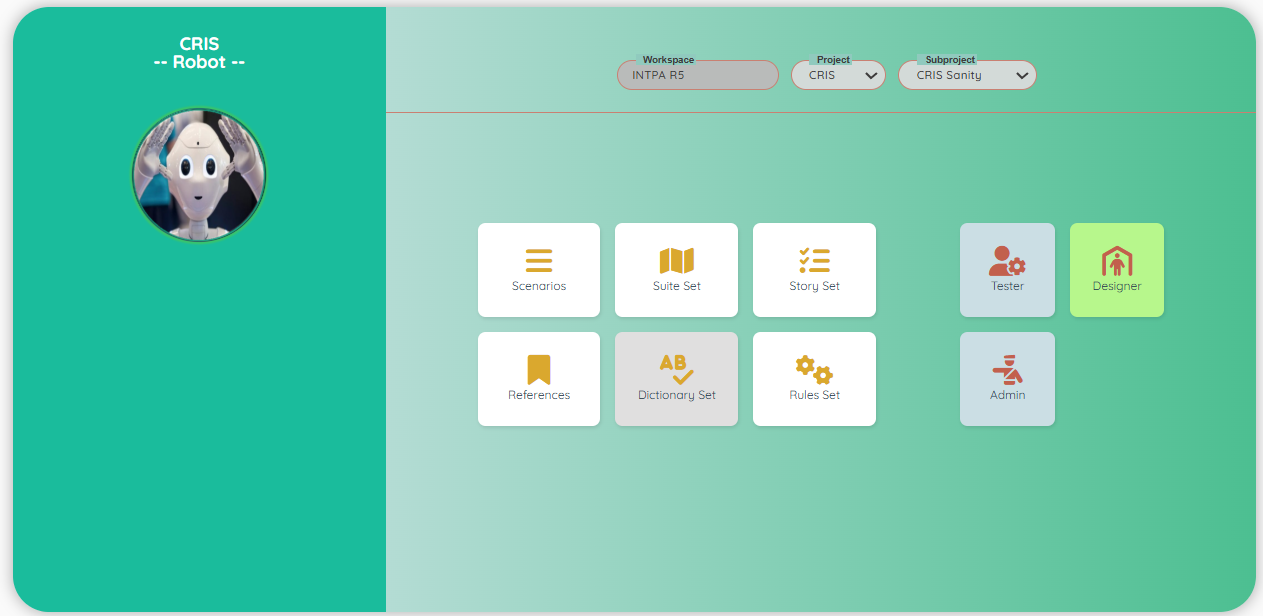 CRIS
-- Robot --
Workspace
INTPA R5
Project
CRIS
Subproject
CRIS Sanity
Scenarios
Suite Set
Story Set
Tester
Designer
References
AB
Dictionary Set
Rules Set
Admin